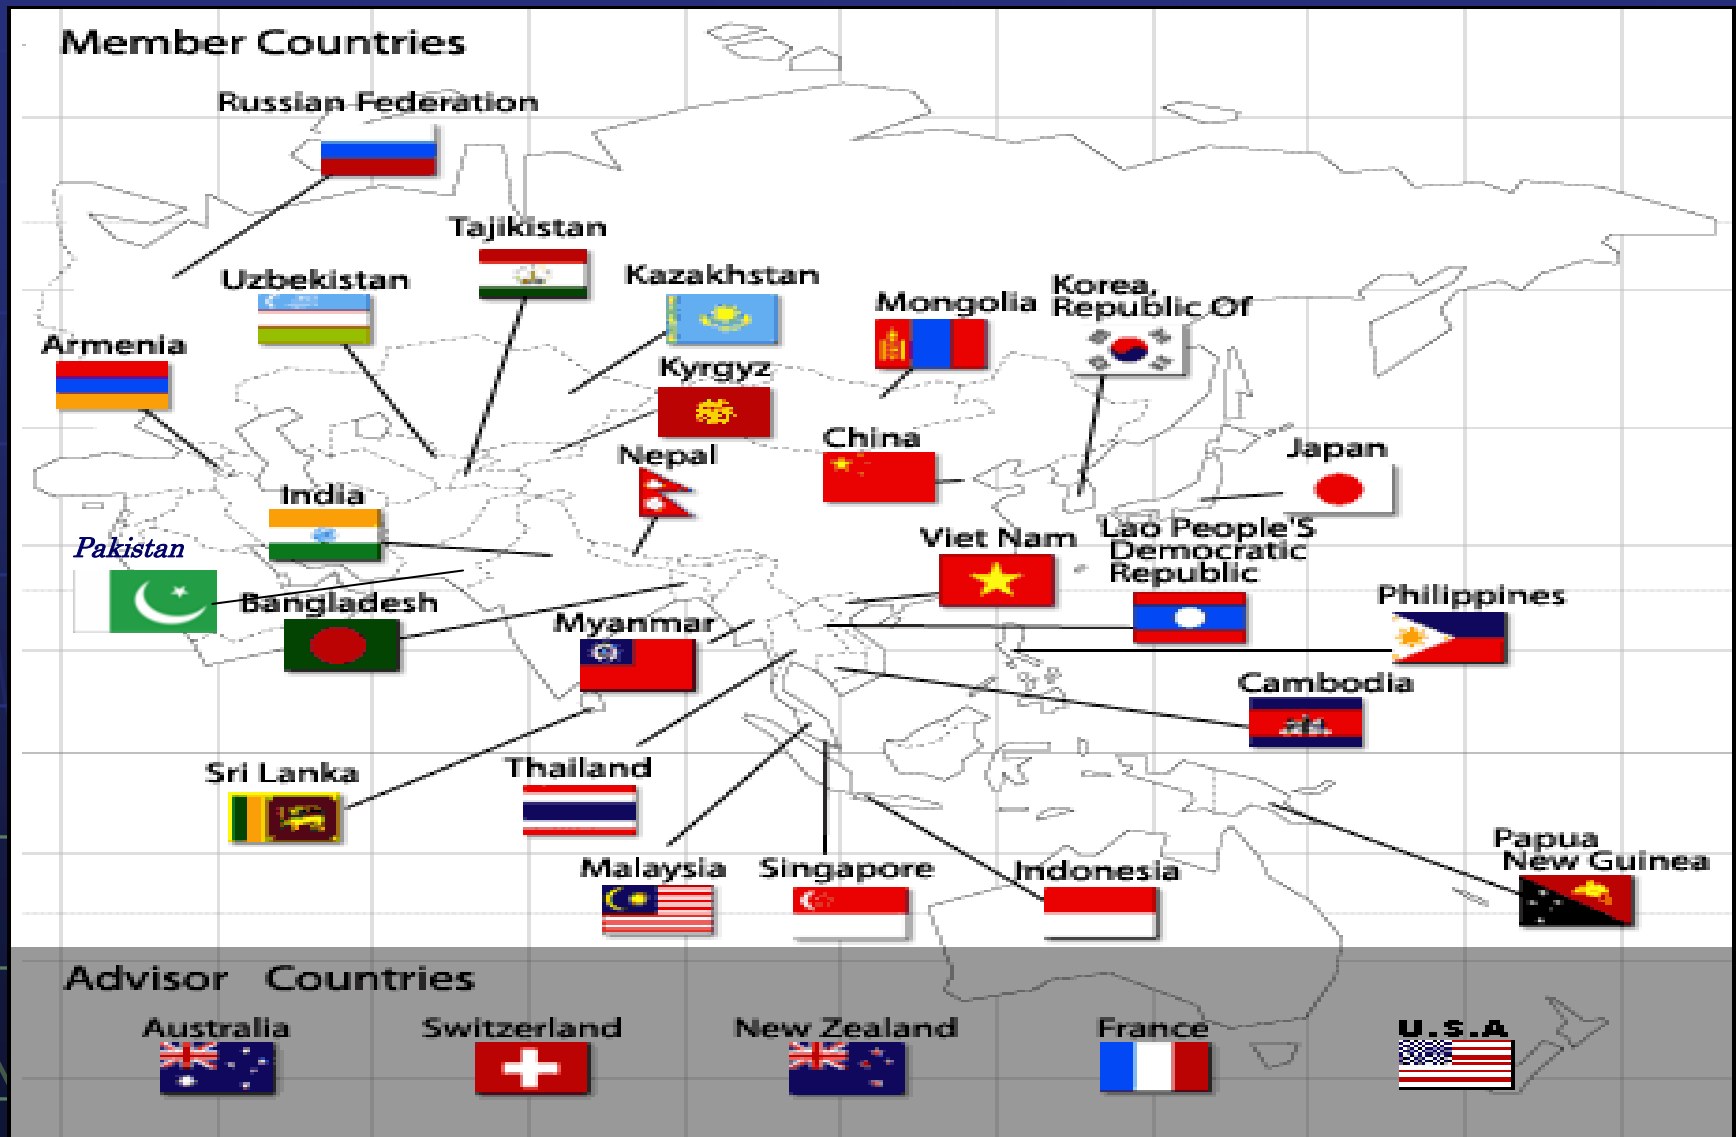 Member Countries
Russian Federation
Tajikistan
Uzbekistan
Kazakhstan
Korea,
Republic Of
Mongolia
Armenia
Kyrgyz
China
Japan
Nepal
India
Viet Nam
Lao People'S
Democratic
Republic
Pakistan
Bangladesh
Philippines
Myanmar
Cambodia
Sri Lanka
Thailand
Papua
New Guinea
Malaysia
Singapore
Indonesia
Advisor Countries
Australia
Switzerland
New Zealand
France
U.S.A